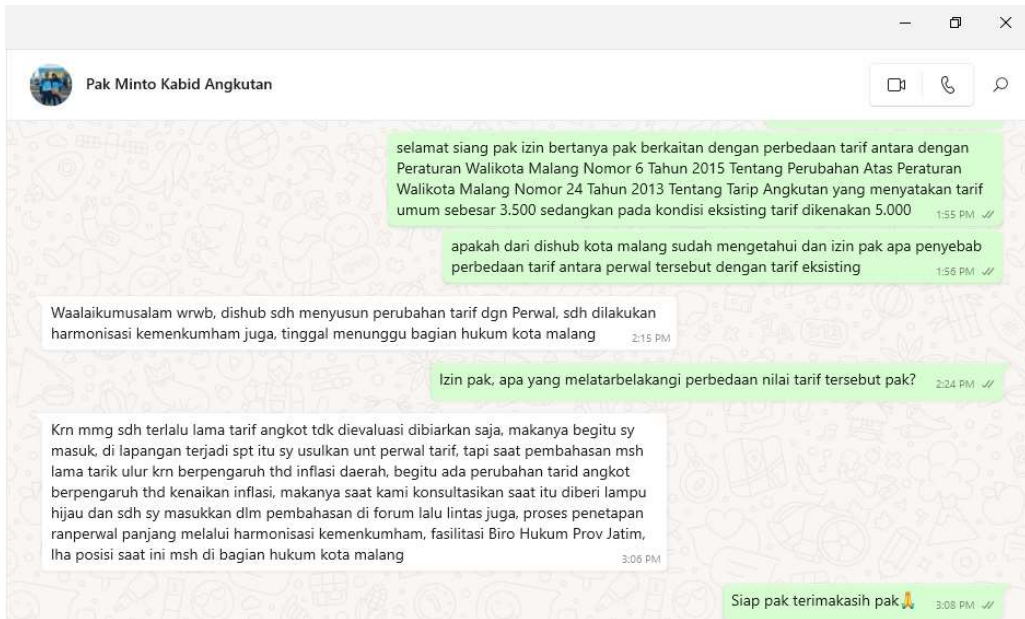 Pak Minto Kabid Angkutan
selamat siang pak izin bertanya pak berkaitan dengan perbedaan tarif antara dengan
Peraturan Walikota Malang Nomor 6 Tahun 2015 Tentang Perubahan Atas Peraturan
Walikota Malang Nomor 24 Tahun 2013 Tentang Tarip Angkutan yang menyatakan tarif
umum sebesar 3.500 sedangkan pada kondisi eksisting tarif dikenakan 5.000 1:55 PM
apakah dari dishub kota malang sudah mengetahui dan izin pak apa penyebab
perbedaan tarif antara perwal tersebut dengan tarif eksisting 1:56 PM
Waalaikumusalam wrwb, dishub sdh menyusun perubahan tarif dgn Perwal, sdh dilakukan
harmonisasi kemenkumham juga, tinggal menunggu bagian hukum kota malang 2:15 PM
Izin pak, apa yang melatarbelakangi perbedaan nilai tarif tersebut pak? 2:24 PM
Krn mmg sdh terlalu lama tarif angkot tdk dievaluasi dibiarkan saja, makanya begitu sy
masuk, di lapangan terjadi spt itu sy usulkan unt perwal tarif, tapi saat pembahasan msh
lama tarik ulur krn berpengaruh thd inflasi daerah, begitu ada perubahan tarid angkot
berpengaruh thd kenaikan inflasi, makanya saat kami konsultasikan saat itu diberi lampu
hijau dan sdh sy masukkan dlm pembahasan di forum lalu lintas juga, proses penetapan
ranperwal panjang melalui harmonisasi kemenkumham, fasilitasi Biro Hukum Prov Jatim,
lha posisi saat ini msh di bagian hukum kota malang 3:06 PM
Siap pak terimakasih pak🙏 3:08 PM